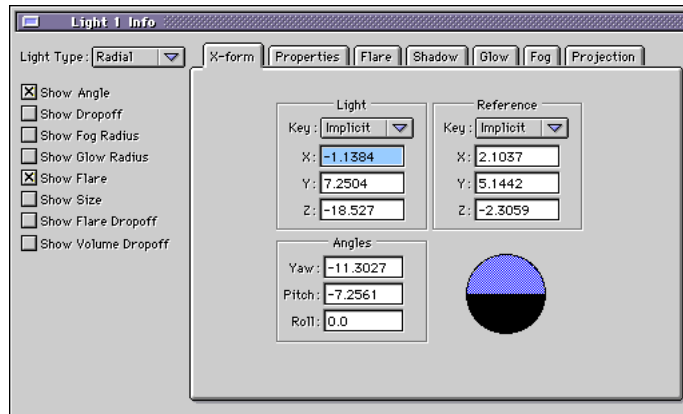 Light 1 Info
Light Type: Radial
X-form Properties Flare Shadow Glow Fog Projection
Show Angle
Show Dropoff
Show Fog Radius
Show Glow Radius
Show Flare
Show Size
Show Flare Dropoff
Show Volume Dropoff
Light
Key: Implicit
X: -1.1384
Y: 7.2504
Z: -18.527
Reference
Key: Implicit
X: 2.1037
Y: 5.1442
Z: -2.3059
Angles
Yaw: -11.3027
Pitch: -7.2561
Roll: 0.0